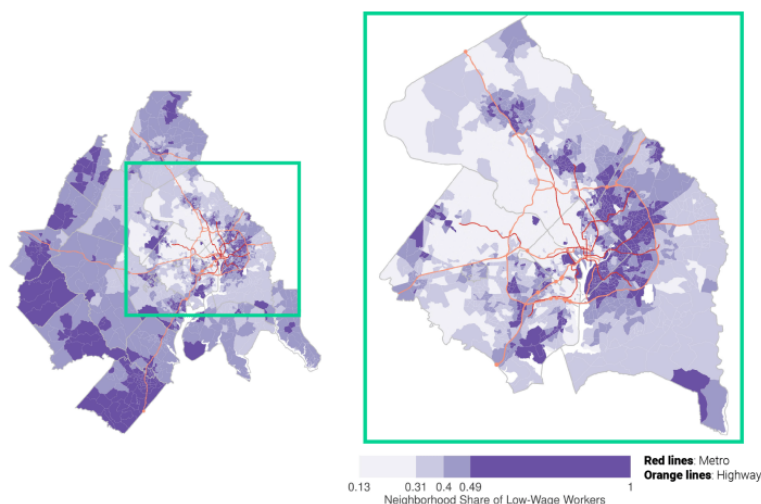 0.13
0.31
0.4
0.49
1
Neighborhood Share of Low-Wage Workers
Red lines: Metro
Orange lines: Highway